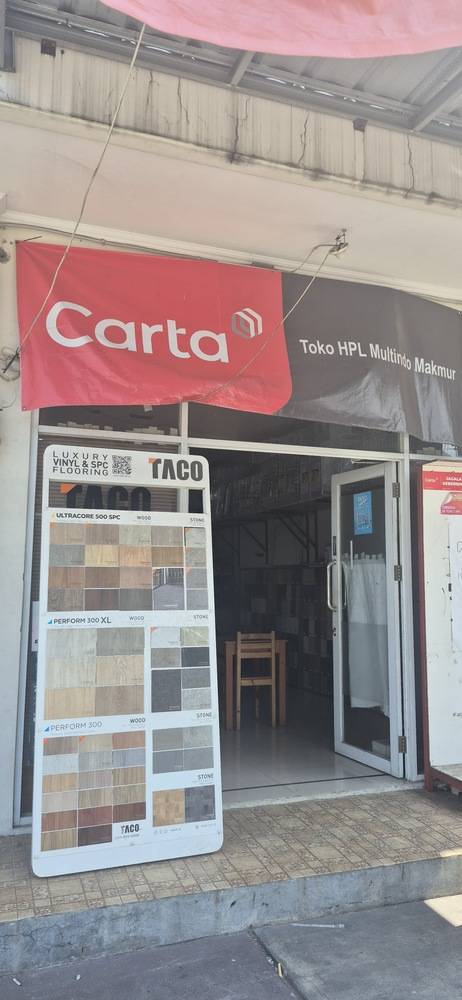 Carta
Toko HPL Multindo Makmur
LUXURY
VINYL & SPC
FLOORING
TACO
TACO
ULTRACORE 500 SPC
WOOD
STONE
PERFORM 300 XL
WOOD
STONE
PERFORM 300
WOOD
STONE
STONE
TACO